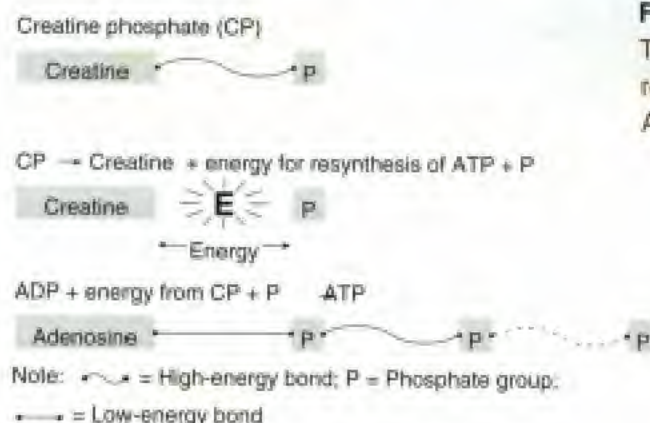 Creatine phosphate (CP)
Creatine P
CP → Creatine + energy for resynthesis of ATP + P
Creatine E P
Energy
ADP + energy from CP + P ATP
Adenosine P P P
Note: = High-energy bond; P = Phosphate group;
= Low-energy bond
F
T
r
A